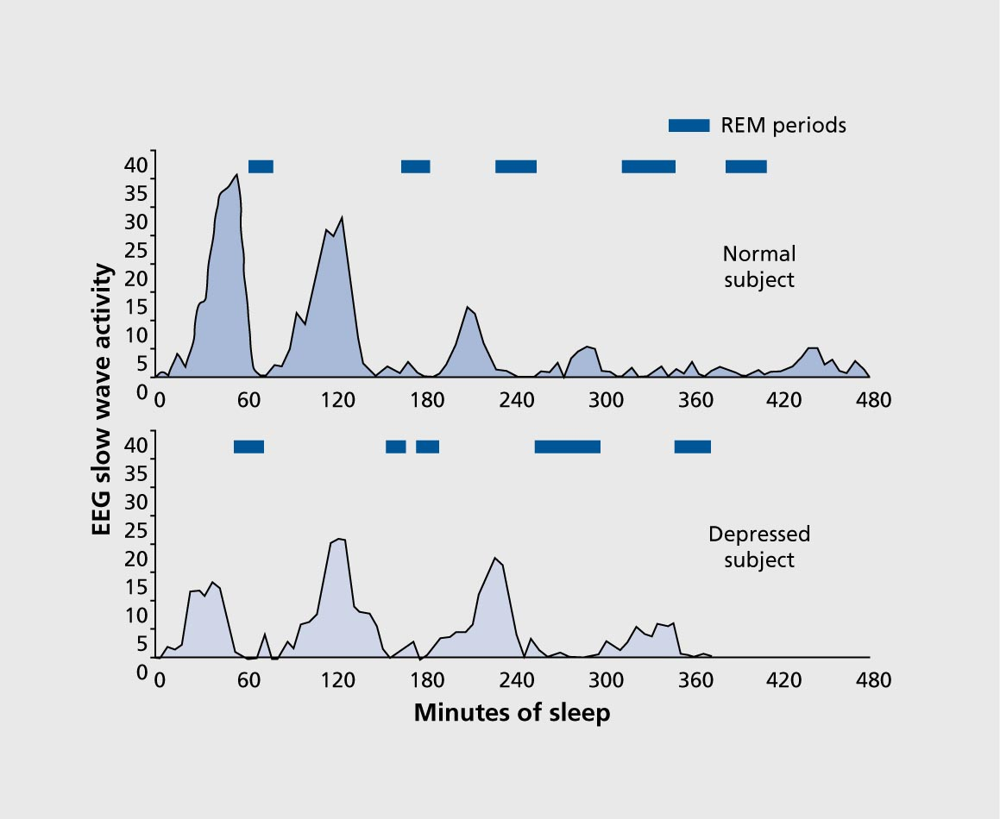 REM periods
40
35
30
25
20
15
10
5
0
Normal
subject
0 60 120 180 240 300 360 420 480
EEG slow wave activity
40
35
30
25
20
15
10
5
0
Depressed
subject
0 60 120 180 240 300 360 420 480
Minutes of sleep